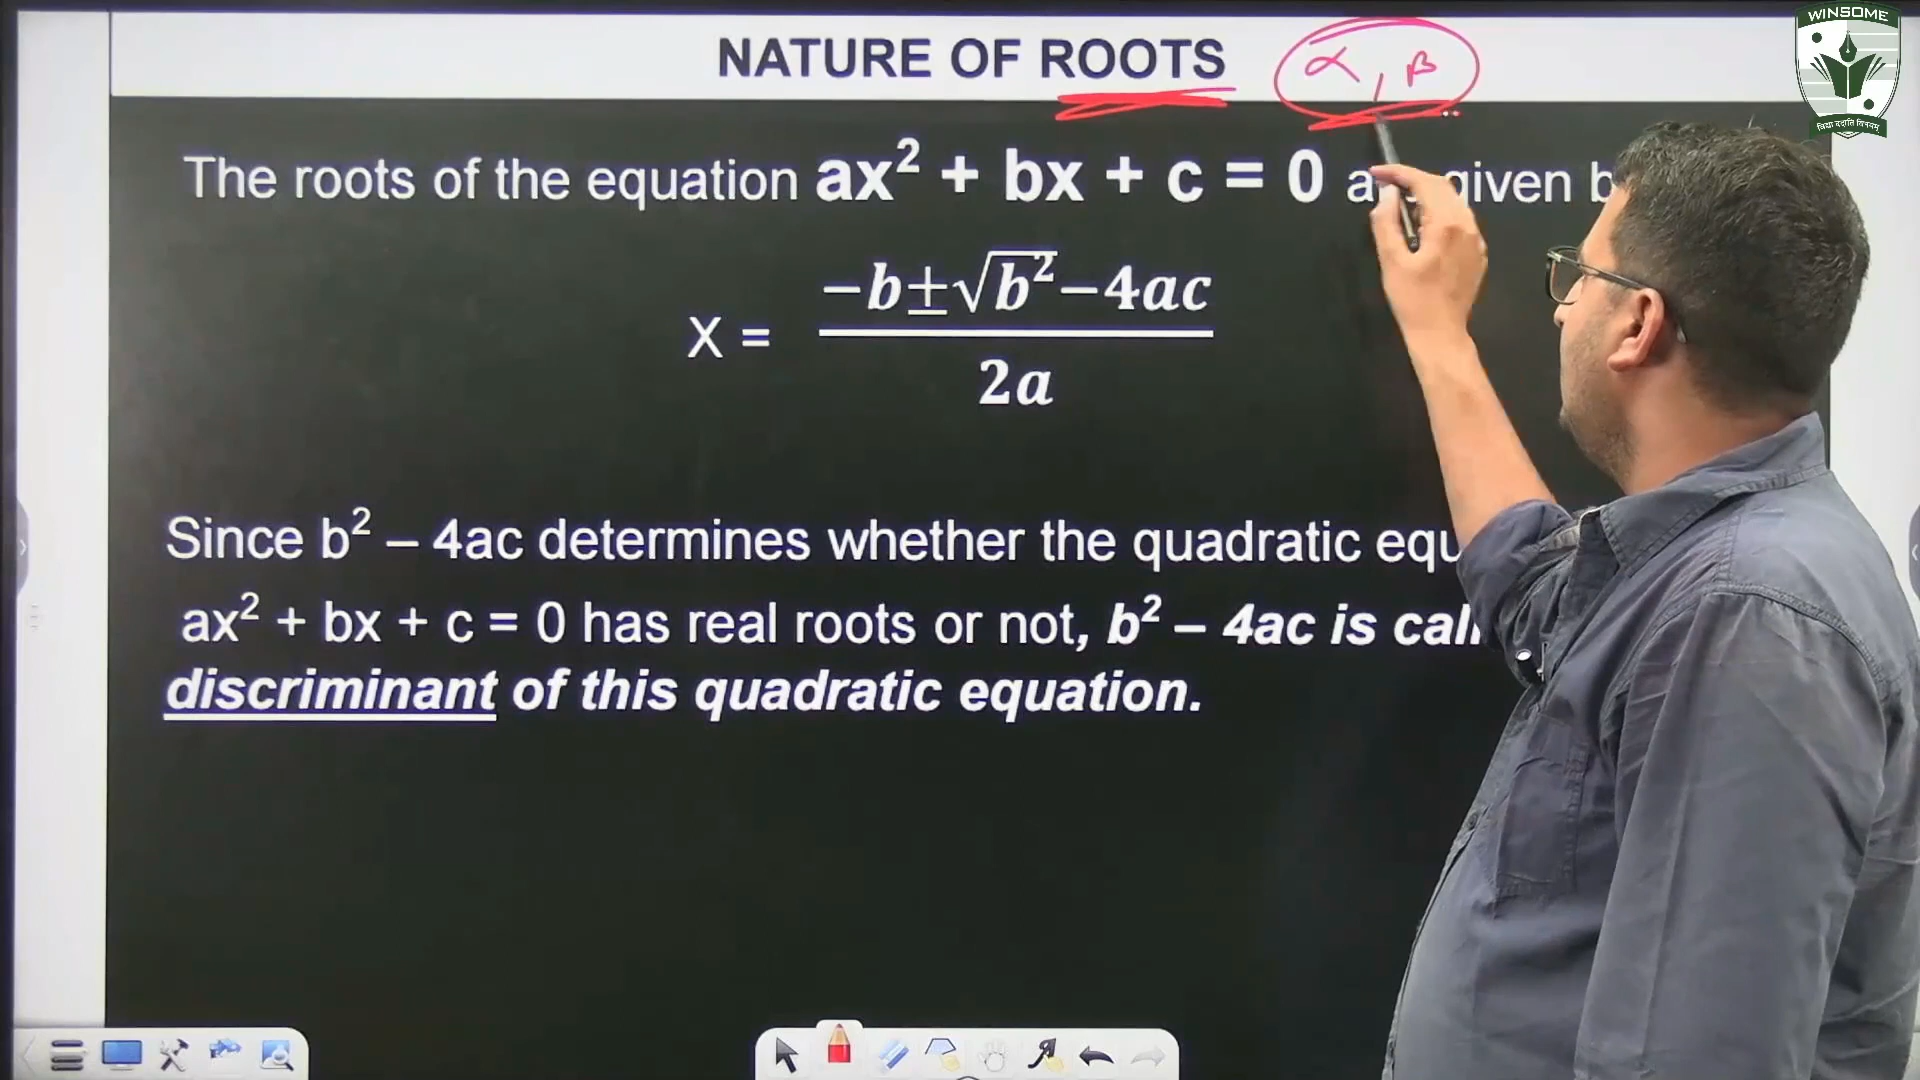 WINSOME
NATURE OF ROOTS α, β
विद्या ददाति विनयम्
The roots of the equation ax² + bx + c = 0 given
X = −b±√b²−4ac
2a
Since b² – 4ac determines whether the quadratic
ax² + bx + c = 0 has real roots or not, b² – 4ac is
discriminant of this quadratic equation.